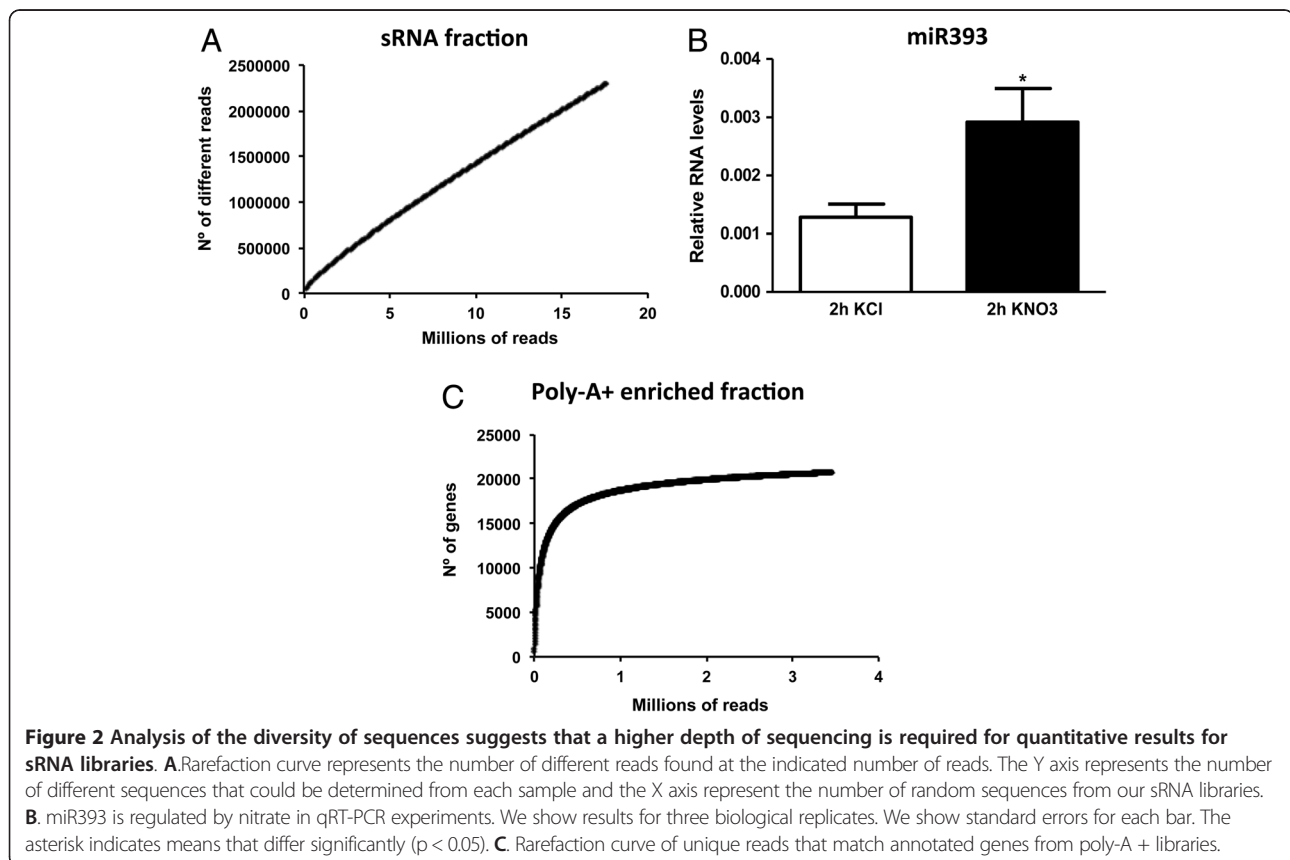 A
sRNA fraction
Nº of different reads
2500000
2000000
1500000
1000000
500000
0
0 5 10 15 20
Millions of reads
B
miR393
Relative RNA levels
0.004
0.003
0.002
0.001
0.000
*
2h KCl 2h KNO3
C
Poly-A+ enriched fraction
Nº of genes
25000
20000
15000
10000
5000
0
0 1 2 3 4
Millions of reads
Figure 2 Analysis of the diversity of sequences suggests that a higher depth of sequencing is required for quantitative results for
sRNA libraries. A.Rarefaction curve represents the number of different reads found at the indicated number of reads. The Y axis represents the number
of different sequences that could be determined from each sample and the X axis represent the number of random sequences from our sRNA libraries.
B. miR393 is regulated by nitrate in qRT-PCR experiments. We show results for three biological replicates. We show standard errors for each bar. The
asterisk indicates means that differ significantly (p < 0.05). C. Rarefaction curve of unique reads that match annotated genes from poly-A + libraries.